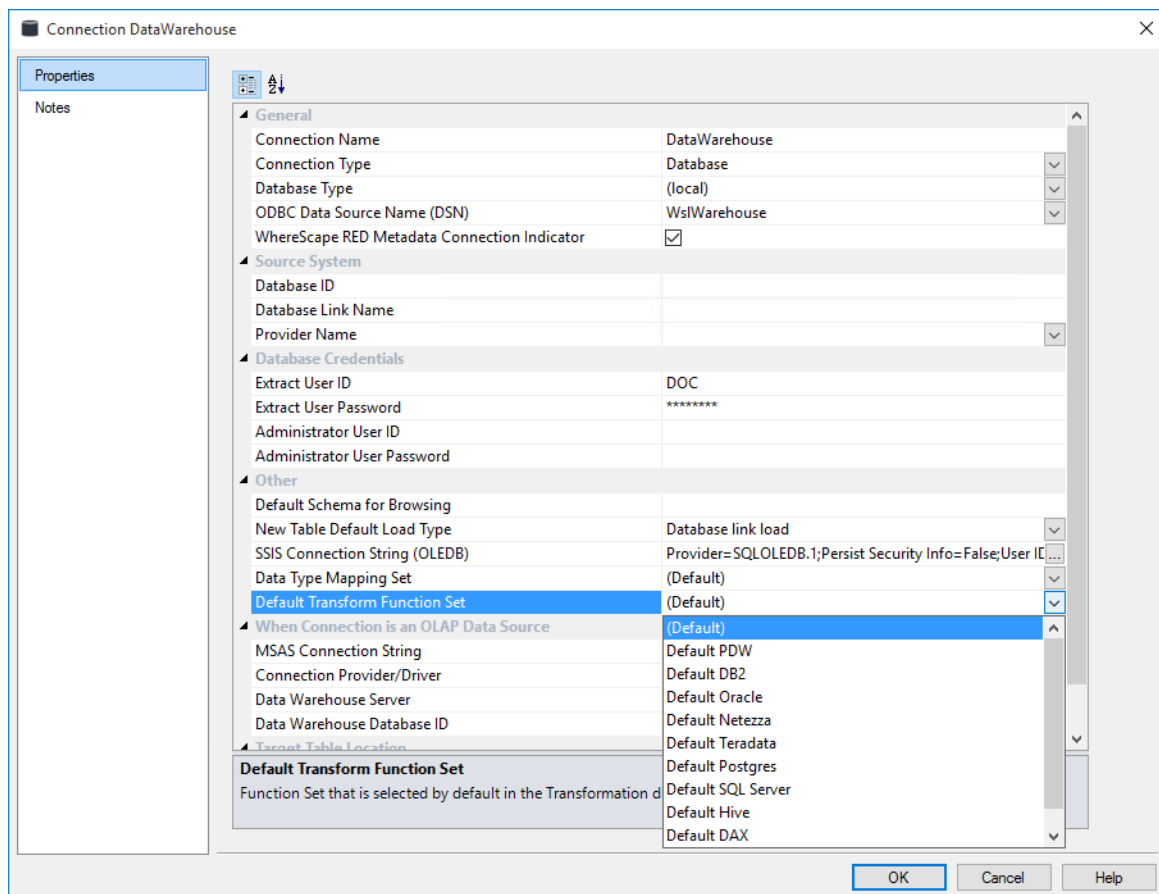 Connection DataWarehouse
Properties
Notes
General
Connection Name DataWarehouse
Connection Type Database
Database Type (local)
ODBC Data Source Name (DSN) WslWarehouse
WhereScape RED Metadata Connection Indicator
Source System
Database ID
Database Link Name
Provider Name
Database Credentials
Extract User ID DOC
Extract User Password ********
Administrator User ID
Administrator User Password
Other
Default Schema for Browsing
New Table Default Load Type Database link load
SSIS Connection String (OLEDB) Provider=SQLOLEDB.1;Persist Security Info=False;User ID...
Data Type Mapping Set (Default)
Default Transform Function Set (Default)
When Connection is an OLAP Data Source
MSAS Connection String
Connection Provider/Driver
Data Warehouse Server
Data Warehouse Database ID
Target Table Location
(Default)
Default PDW
Default DB2
Default Oracle
Default Netezza
Default Teradata
Default Postgres
Default SQL Server
Default Hive
Default DAX
Default Transform Function Set
Function Set that is selected by default in the Transformation d
OK Cancel Help